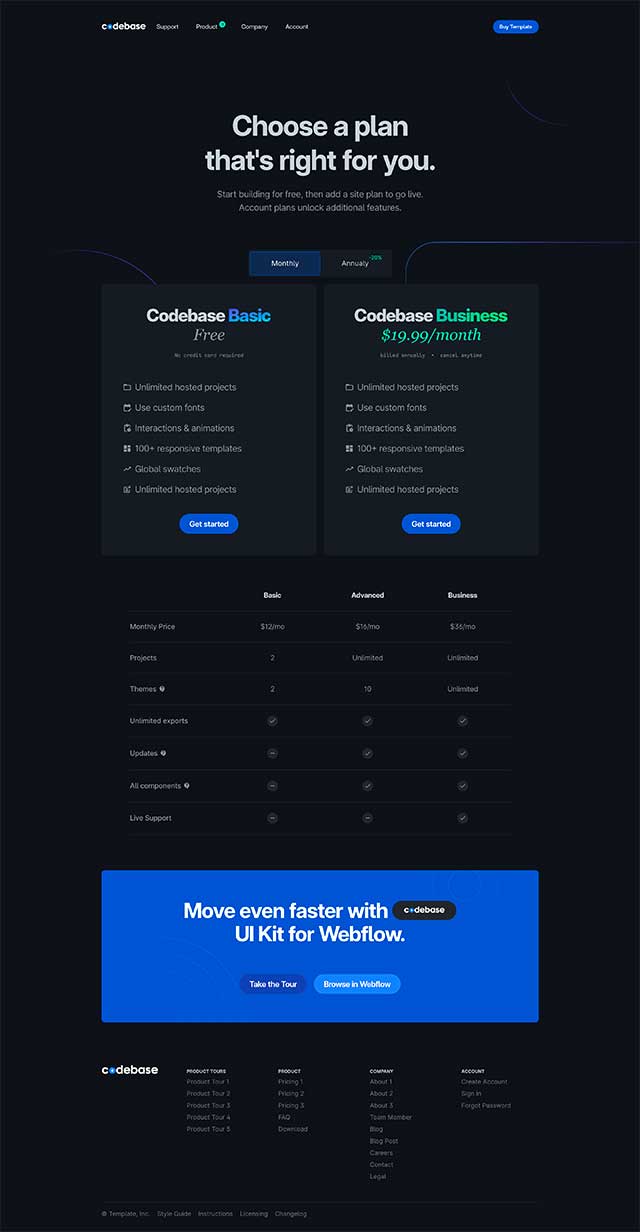 codebase Support Product Company Account Buy Template
Choose a plan
that's right for you.
Start building for free, then add a site plan to go live.
Account plans unlock additional features.
Monthly Annualy -20%
Codebase Basic
Free
No credit card required
Unlimited hosted projects
Use custom fonts
Interactions & animations
100+ responsive templates
Global swatches
Unlimited hosted projects
Get started
Codebase Business
$19.99/month
billed annually • cancel anytime
Unlimited hosted projects
Use custom fonts
Interactions & animations
100+ responsive templates
Global swatches
Unlimited hosted projects
Get started
Basic Advanced Business
Monthly Price $12/mo $16/mo $36/mo
Projects 2 Unlimited Unlimited
Themes 2 10 Unlimited
Unlimited exports
Updates
All components
Live Support
Move even faster with codebase
UI Kit for Webflow.
Take the Tour Browse in Webflow
codebase
PRODUCT TOURS
Product Tour 1
Product Tour 2
Product Tour 3
Product Tour 4
Product Tour 5
PRODUCT
Pricing 1
Pricing 2
Pricing 3
FAQ
Download
COMPANY
About 1
About 2
About 3
Team Member
Blog
Blog Post
Careers
Contact
Legal
ACCOUNT
Create Account
Sign In
Forgot Password
© Template, Inc. Style Guide Instructions Licensing Changelog